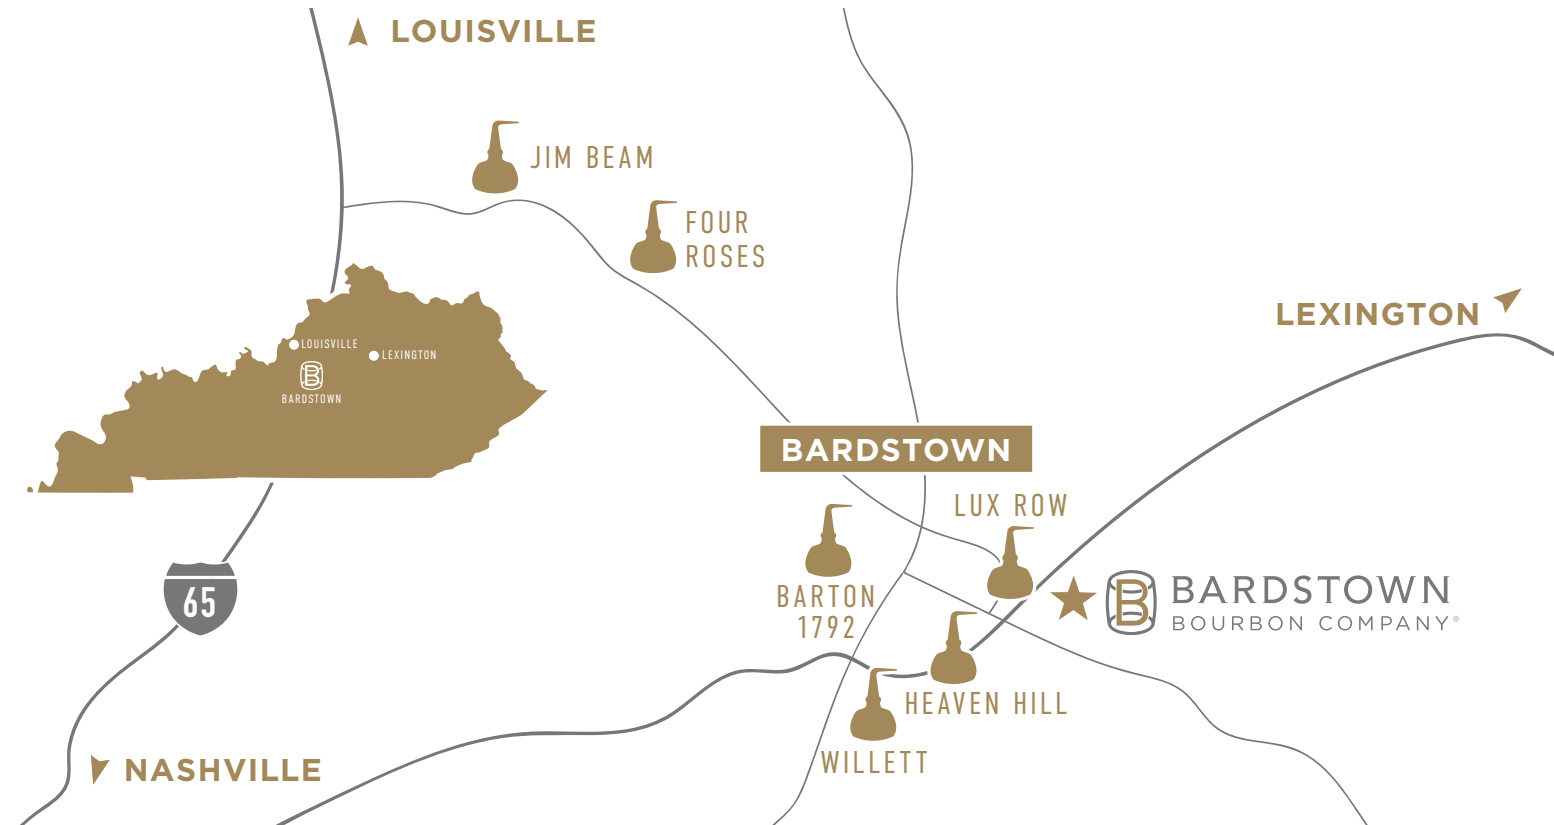 LOUISVILLE
JIM BEAM
FOUR
ROSES
LEXINGTON
LOUISVILLE
LEXINGTON
B
BARDSTOWN
BARDSTOWN
LUX ROW
BARTON
1792
65
B
BARDSTOWN
BOURBON COMPANY
HEAVEN HILL
WILLETT
NASHVILLE